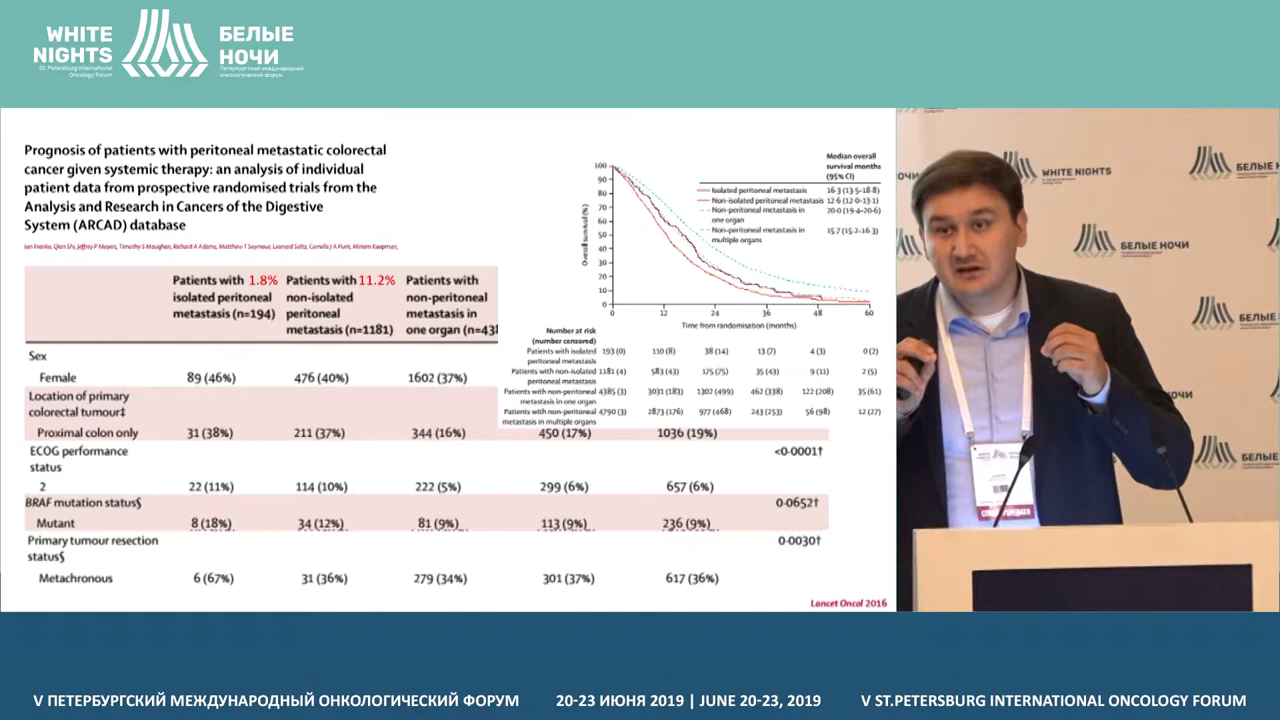 WHITE
NIGHTS
St. Petersburg International
Oncology Forum
БЕЛЫЕ
НОЧИ
Петербургский международный
онкологический форум
Prognosis of patients with peritoneal metastatic colorectal
cancer given systemic therapy: an analysis of individual
patient data from prospective randomised trials from the
Analysis and Research in Cancers of the Digestive
System (ARCAD) database
Jan Franko, Qian Shi, Jeffrey P Meyers, Timothy S Maughan, Richard A Adams, Matthew T Seymour, Leonard Saltz, Cornelis J A Punt, Miriam Koopman,
Patients with 1.8%
isolated peritoneal
metastasis (n=194)
Patients with 11.2%
non-isolated
peritoneal
metastasis (n=1181)
Patients with
non-peritoneal
metastasis in
one organ (n=43
Sex
Female 89 (46%) 476 (40%) 1602 (37%)
Location of primary
colorectal tumour‡
Proximal colon only 31 (38%) 211 (37%) 344 (16%) 450 (17%) 1036 (19%)
ECOG performance <0·0001†
status
2 22 (11%) 114 (10%) 222 (5%) 299 (6%) 657 (6%)
BRAF mutation status§ 0·0652†
Mutant 8 (18%) 34 (12%) 81 (9%) 113 (9%) 236 (9%)
Primary tumour resection 0·0030†
status§
Metachronous 6 (67%) 31 (36%) 279 (34%) 301 (37%) 617 (36%)
Median overall
survival months
(95% CI)
Isolated peritoneal metastasis 16·3 (13·5–18·8)
Non-isolated peritoneal metastasis 12·6 (12·0–13·1)
Non-peritoneal metastasis in 20·0 (19·4–20·6)
one organ
Non-peritoneal metastasis in 15·7 (15·2–16·3)
multiple organs
Overall survival (%)
100
90
80
70
60
50
40
30
20
10
0
0 12 24 36 48 60
Time from randomisation (months)
Number at risk
(number censored)
Patients with isolated 193 (0) 110 (8) 38 (14) 13 (7) 4 (3) 0 (2)
peritoneal metastasis
Patients with non-isolated 1181 (4) 583 (43) 175 (75) 35 (43) 9 (11) 2 (5)
peritoneal metastasis
Patients with non-peritoneal 4385 (3) 3031 (183) 1302 (499) 462 (338) 122 (208) 35 (61)
metastasis in one organ
Patients with non-peritoneal 4790 (3) 2873 (176) 977 (468) 243 (253) 56 (98) 12 (27)
metastasis in multiple organs
Lancet Oncol 2016
WHITE NIGHTS
БЕЛЫЕ НОЧИ
V ПЕТЕРБУРГСКИЙ МЕЖДУНАРОДНЫЙ ОНКОЛОГИЧЕСКИЙ ФОРУМ
20-23 ИЮНЯ 2019 | JUNE 20-23, 2019
V ST.PETERSBURG INTERNATIONAL ONCOLOGY FORUM